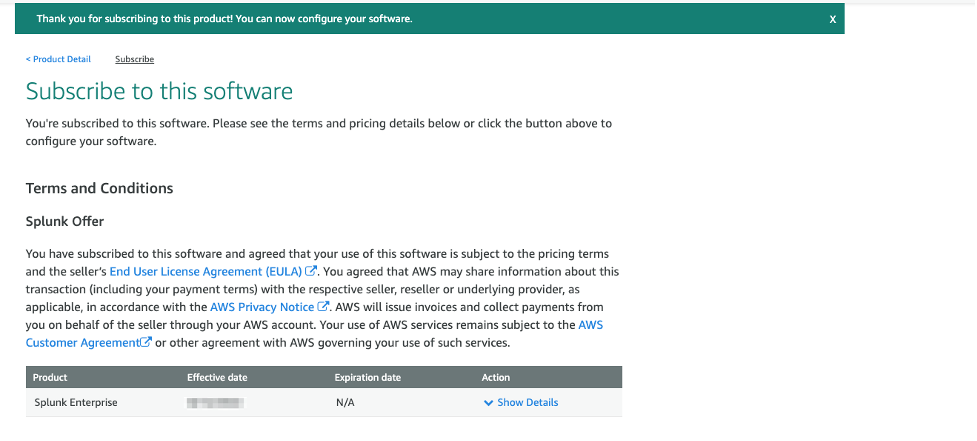 Thank you for subscribing to this product! You can now configure your software.
X
< Product Detail Subscribe
Subscribe to this software
You're subscribed to this software. Please see the terms and pricing details below or click the button above to
configure your software.
Terms and Conditions
Splunk Offer
You have subscribed to this software and agreed that your use of this software is subject to the pricing terms
and the seller's End User License Agreement (EULA). You agreed that AWS may share information about this
transaction (including your payment terms) with the respective seller, reseller or underlying provider, as
applicable, in accordance with the AWS Privacy Notice. AWS will issue invoices and collect payments from
you on behalf of the seller through your AWS account. Your use of AWS services remains subject to the AWS
Customer Agreement or other agreement with AWS governing your use of such services.
Product Effective date Expiration date Action
Splunk Enterprise N/A Show Details